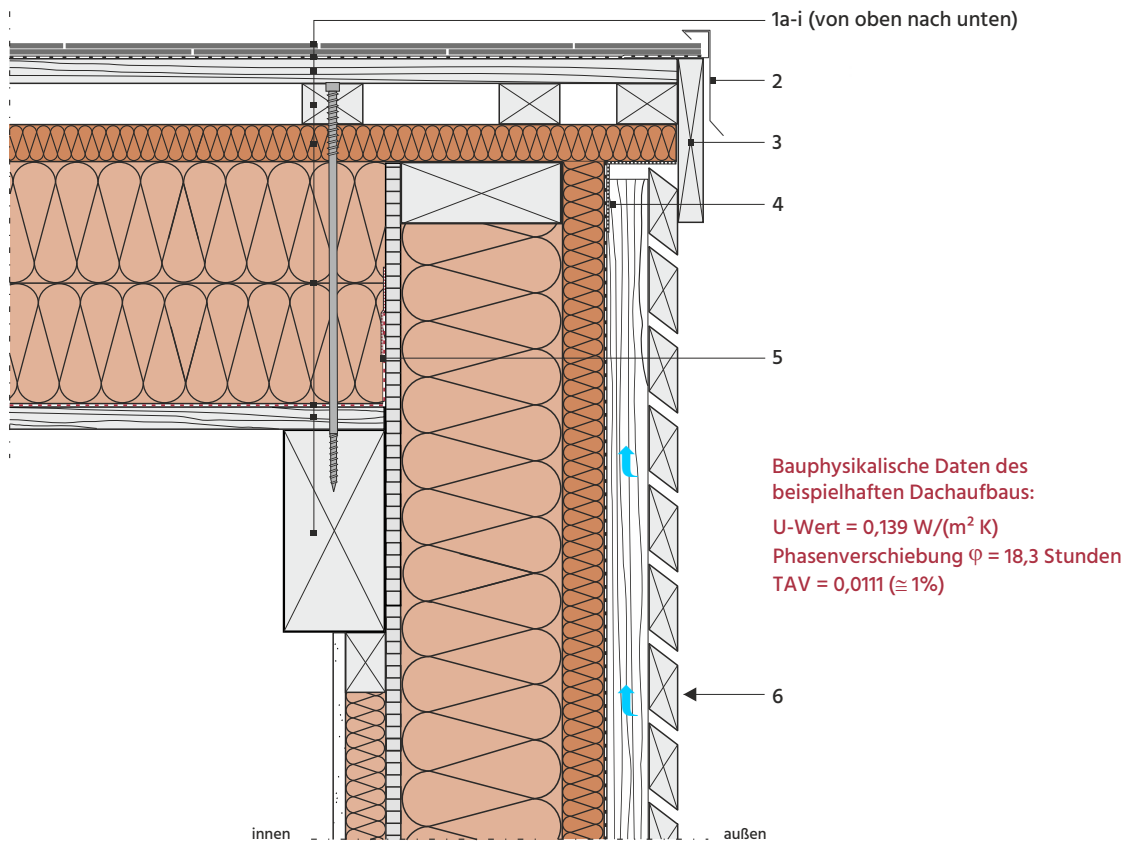 1a-i (von oben nach unten)
2
3
4
5
Bauphysikalische Daten des
beispielhaften Dachaufbaus:
U-Wert = 0,139 W/(m² K)
Phasenverschiebung φ = 18,3 Stunden
TAV = 0,0111 (≅ 1%)
6
innen
außen